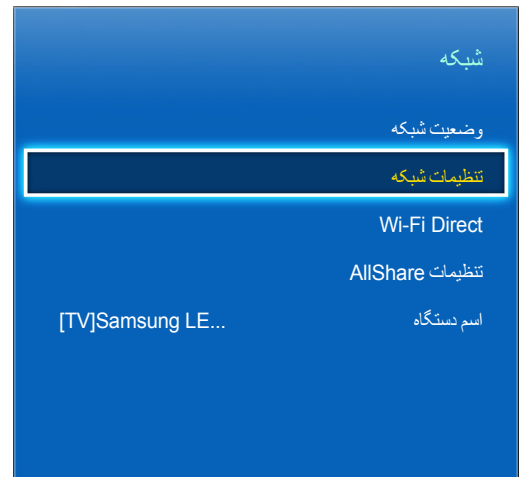 شبکه
وضعیت شبکه
تنظیمات شبکه
Wi-Fi Direct
تنظیمات AllShare
اسم دستگاه [TV]Samsung LE...